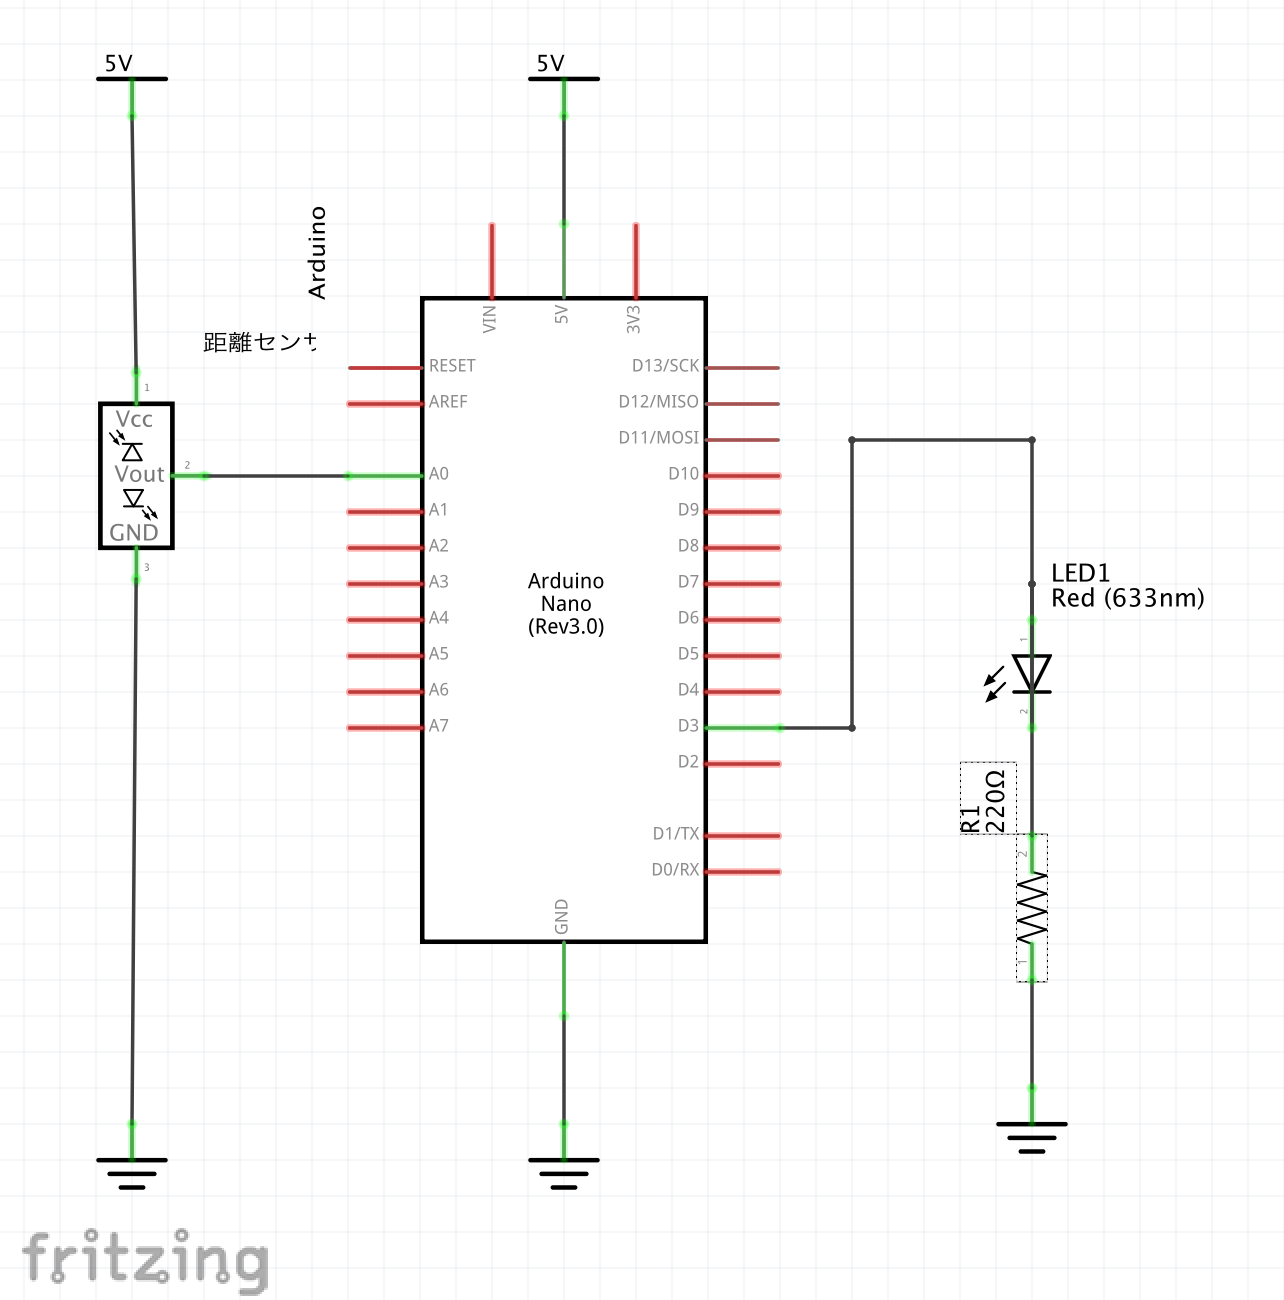 5V
5V
Arduino
距離センサ
VIN
5V
3V3
RESET
AREF
A0
A1
A2
A3
A4
A5
A6
A7
D13/SCK
D12/MISO
D11/MOSI
D10
D9
D8
D7
D6
D5
D4
D3
D2
D1/TX
D0/RX
GND
Arduino
Nano
(Rev3.0)
1
Vcc
2
Vout
GND
3
LED1
Red (633nm)
1
2
R1
220Ω
2
1
fritzing